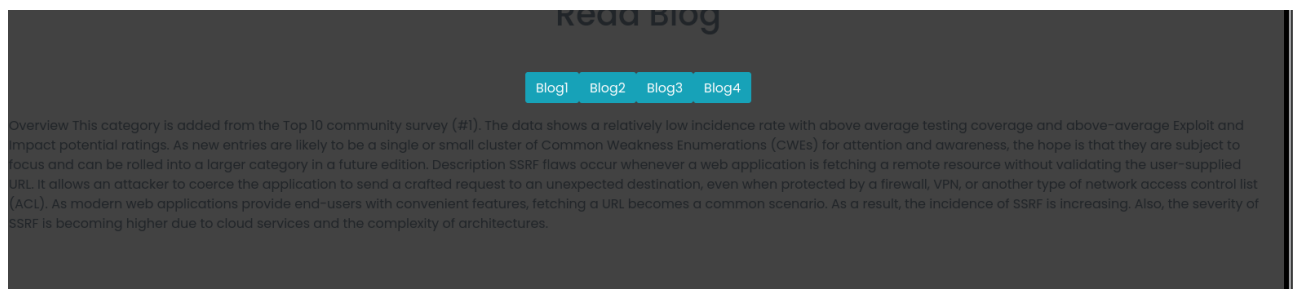 Read Blog
Blog1 Blog2 Blog3 Blog4
Overview This category is added from the Top 10 community survey (#1). The data shows a relatively low incidence rate with above average testing coverage and above-average Exploit and
Impact potential ratings. As new entries are likely to be a single or small cluster of Common Weakness Enumerations (CWEs) for attention and awareness, the hope is that they are subject to
focus and can be rolled into a larger category in a future edition. Description SSRF flaws occur whenever a web application is fetching a remote resource without validating the user-supplied
URL. It allows an attacker to coerce the application to send a crafted request to an unexpected destination, even when protected by a firewall, VPN, or another type of network access control list
(ACL). As modern web applications provide end-users with convenient features, fetching a URL becomes a common scenario. As a result, the incidence of SSRF is increasing. Also, the severity of
SSRF is becoming higher due to cloud services and the complexity of architectures.